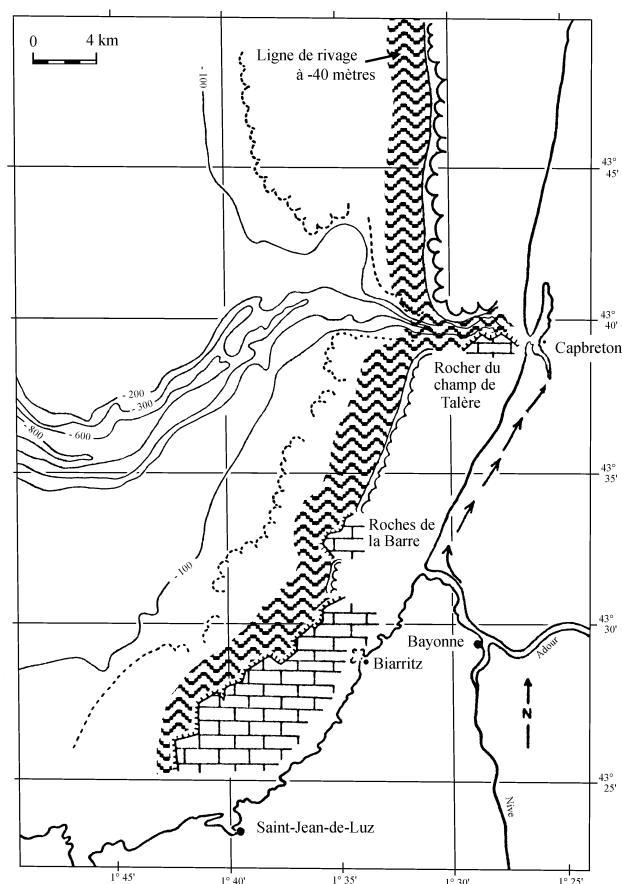 0 4 km
Ligne de rivage
à -40 mètres
- 100
43°
45'
43°
40'
Capbreton
Rocher du
champ de
Talère
- 200
- 300
- 600
- 800
43°
35'
Roches de
la Barre
- 100
43°
30'
Bayonne
Adour
Biarritz
N
43°
25'
Nive
Saint-Jean-de-Luz
1° 45'
1° 40'
1° 35'
1° 30'
1° 25'